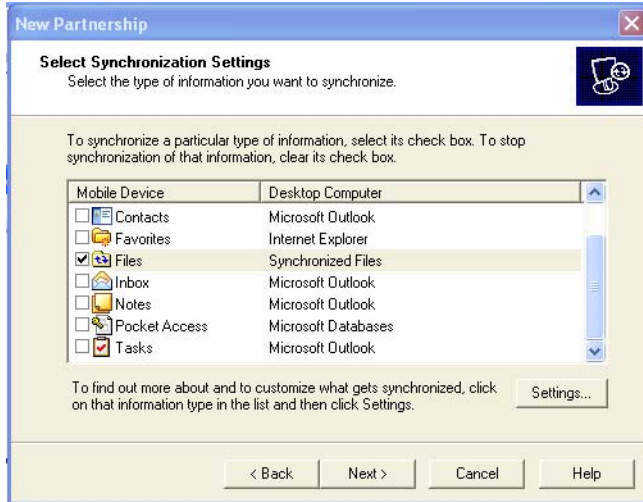 New Partnership
Select Synchronization Settings
Select the type of information you want to synchronize.
To synchronize a particular type of information, select its check box. To stop
synchronization of that information, clear its check box.
Mobile Device Desktop Computer
Contacts Microsoft Outlook
Favorites Internet Explorer
Files Synchronized Files
Inbox Microsoft Outlook
Notes Microsoft Outlook
Pocket Access Microsoft Databases
Tasks Microsoft Outlook
To find out more about and to customize what gets synchronized, click
on that information type in the list and then click Settings.
Settings...
< Back Next > Cancel Help